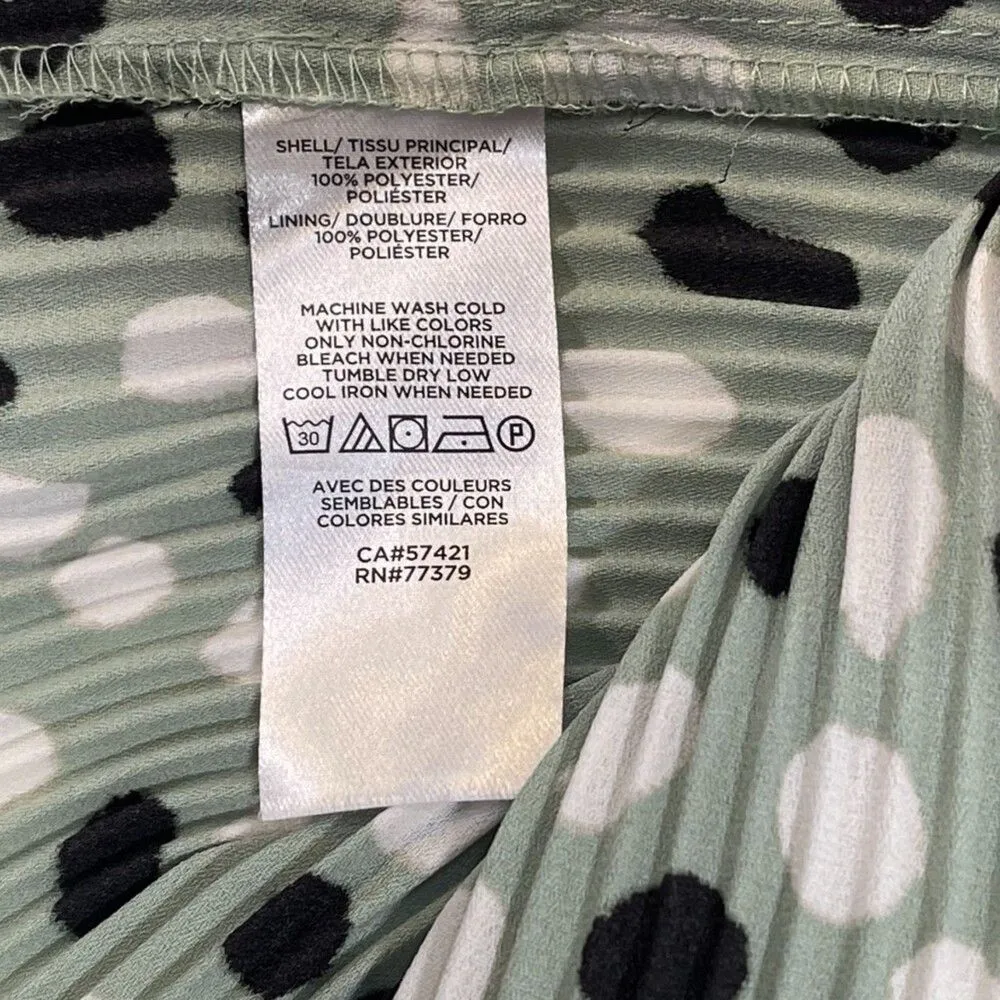 SHELL/ TISSU PRINCIPAL/
TELA EXTERIOR
100% POLYESTER/
POLIÉSTER
LINING/ DOUBLURE/ FORRO
100% POLYESTER/
POLIÉSTER
MACHINE WASH COLD
WITH LIKE COLORS
ONLY NON-CHLORINE
BLEACH WHEN NEEDED
TUMBLE DRY LOW
COOL IRON WHEN NEEDED
30 P
AVEC DES COULEURS
SEMBLABLES / CON
COLORES SIMILARES
CA#57421
RN#77379